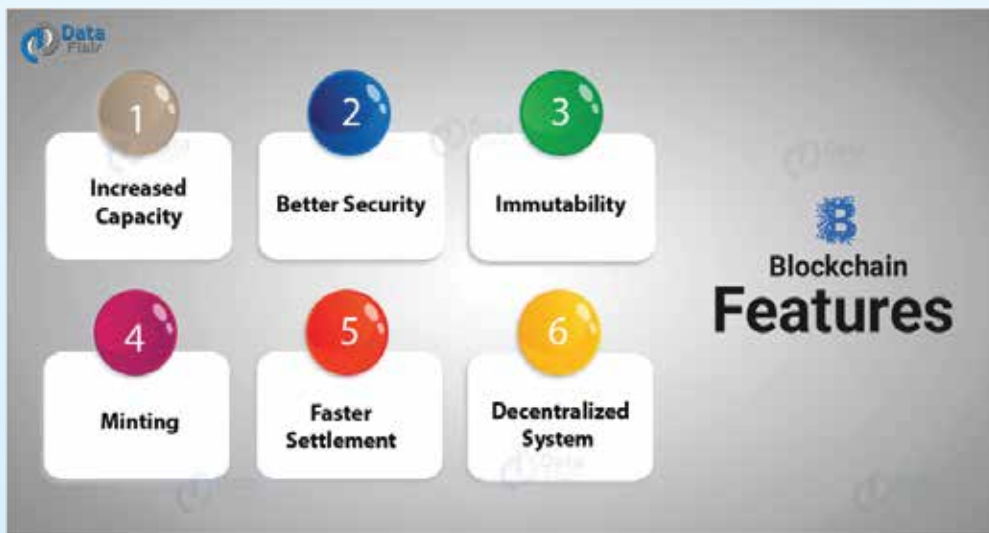 Data
Flair
1
Increased
Capacity
2
Better Security
3
Immutability
4
Minting
5
Faster
Settlement
6
Decentralized
System
Blockchain
Features